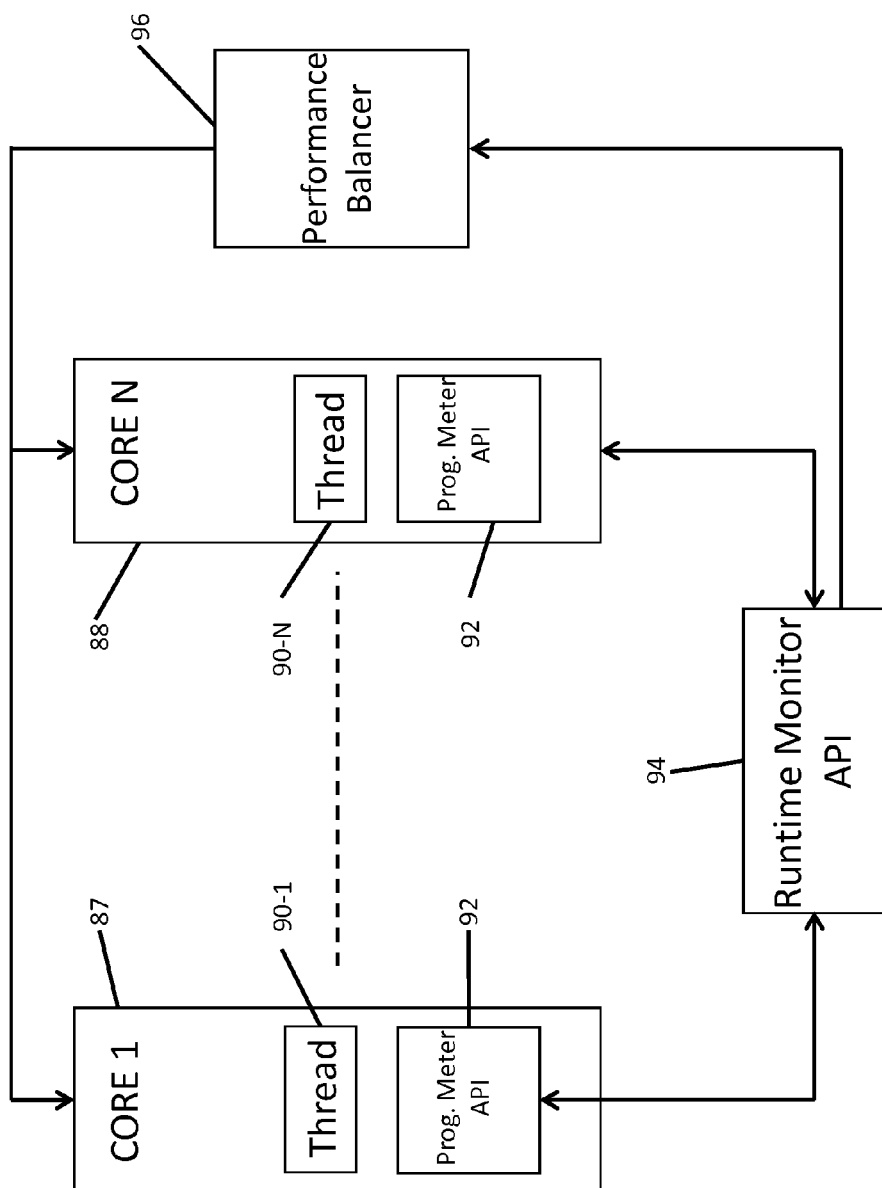 87
CORE 1
90-1
Thread
92
Prog. Meter
API
88
CORE N
90-N
Thread
92
Prog. Meter
API
96
Performance
Balancer
94
Runtime Monitor
API